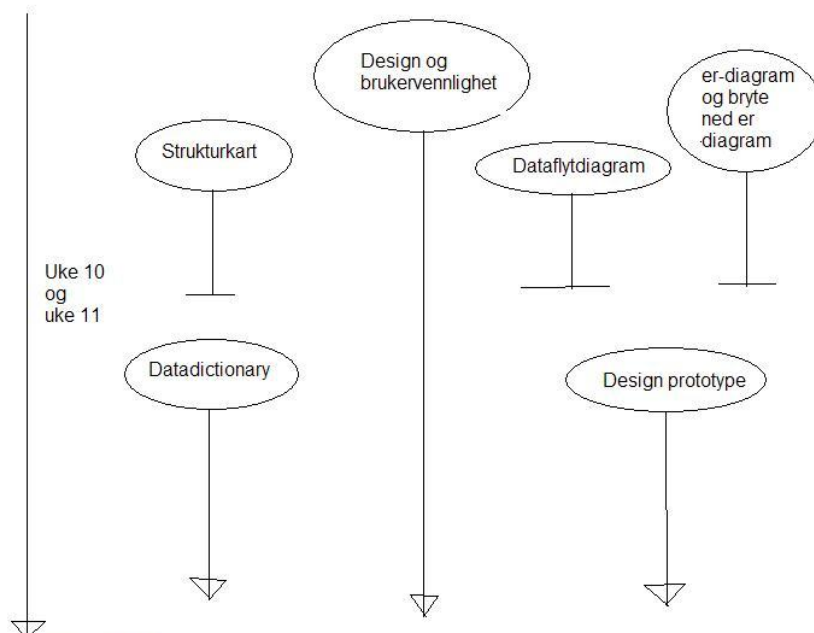 Design og
brukervennlighet
er-diagram
og bryte
ned er
diagram
Strukturkart
Dataflytdiagram
Uke 10
og
uke 11
Datadictionary
Design prototype